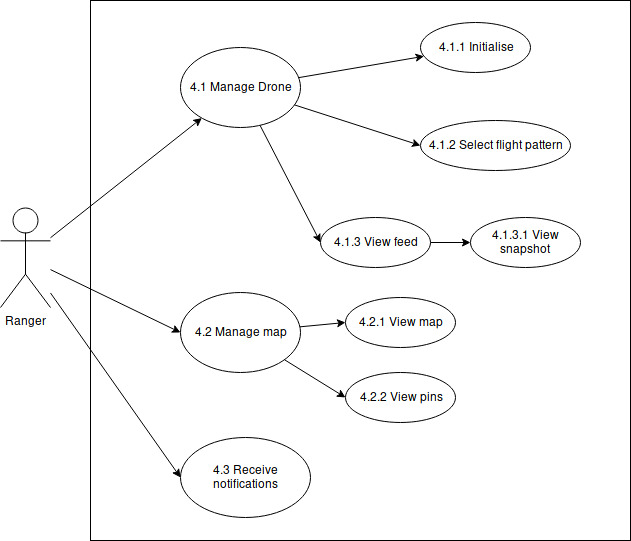 4.1.1 Initialise
4.1 Manage Drone
4.1.2 Select flight pattern
4.1.3 View feed
4.1.3.1 View
snapshot
Ranger
4.2 Manage map
4.2.1 View map
4.2.2 View pins
4.3 Receive
notifications